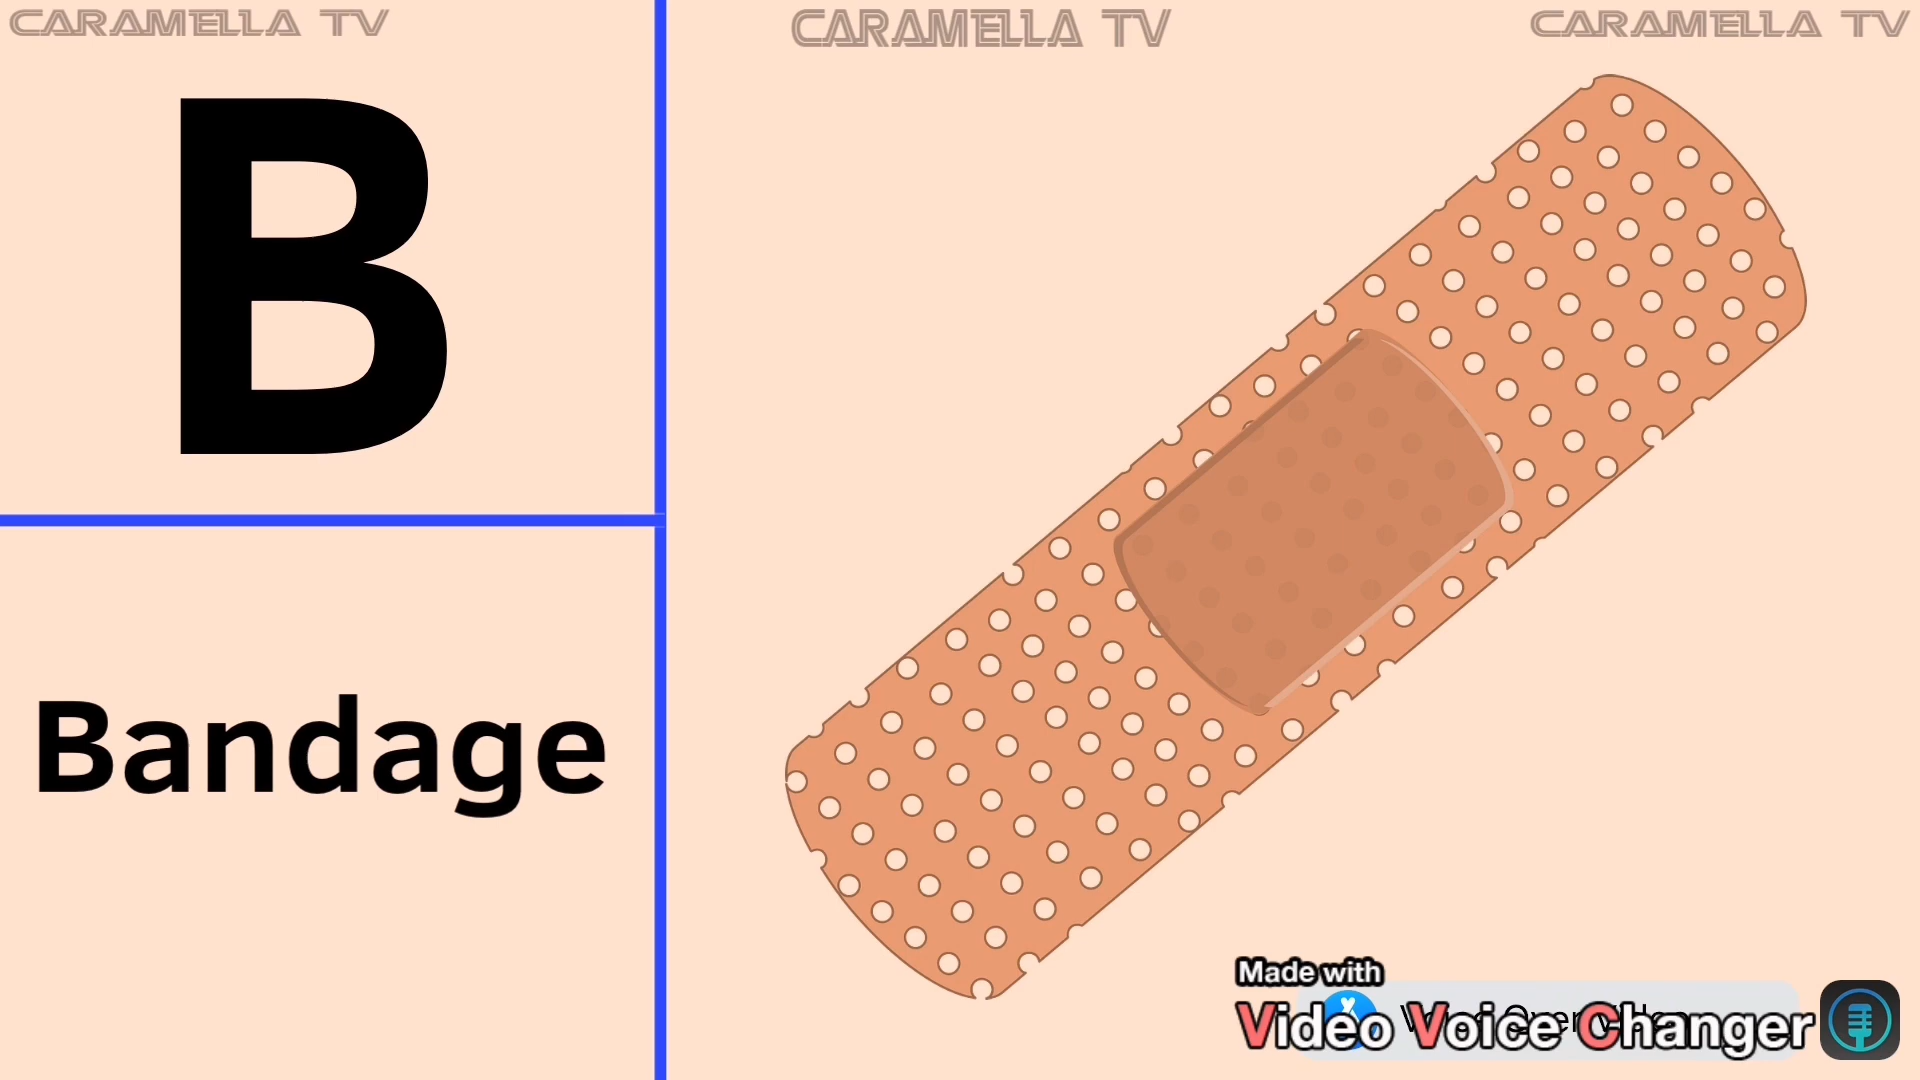 CARAMELLA TV
CARAMELLA TV
CARAMELLA TV
B
Bandage
Made with
Video Voice Changer